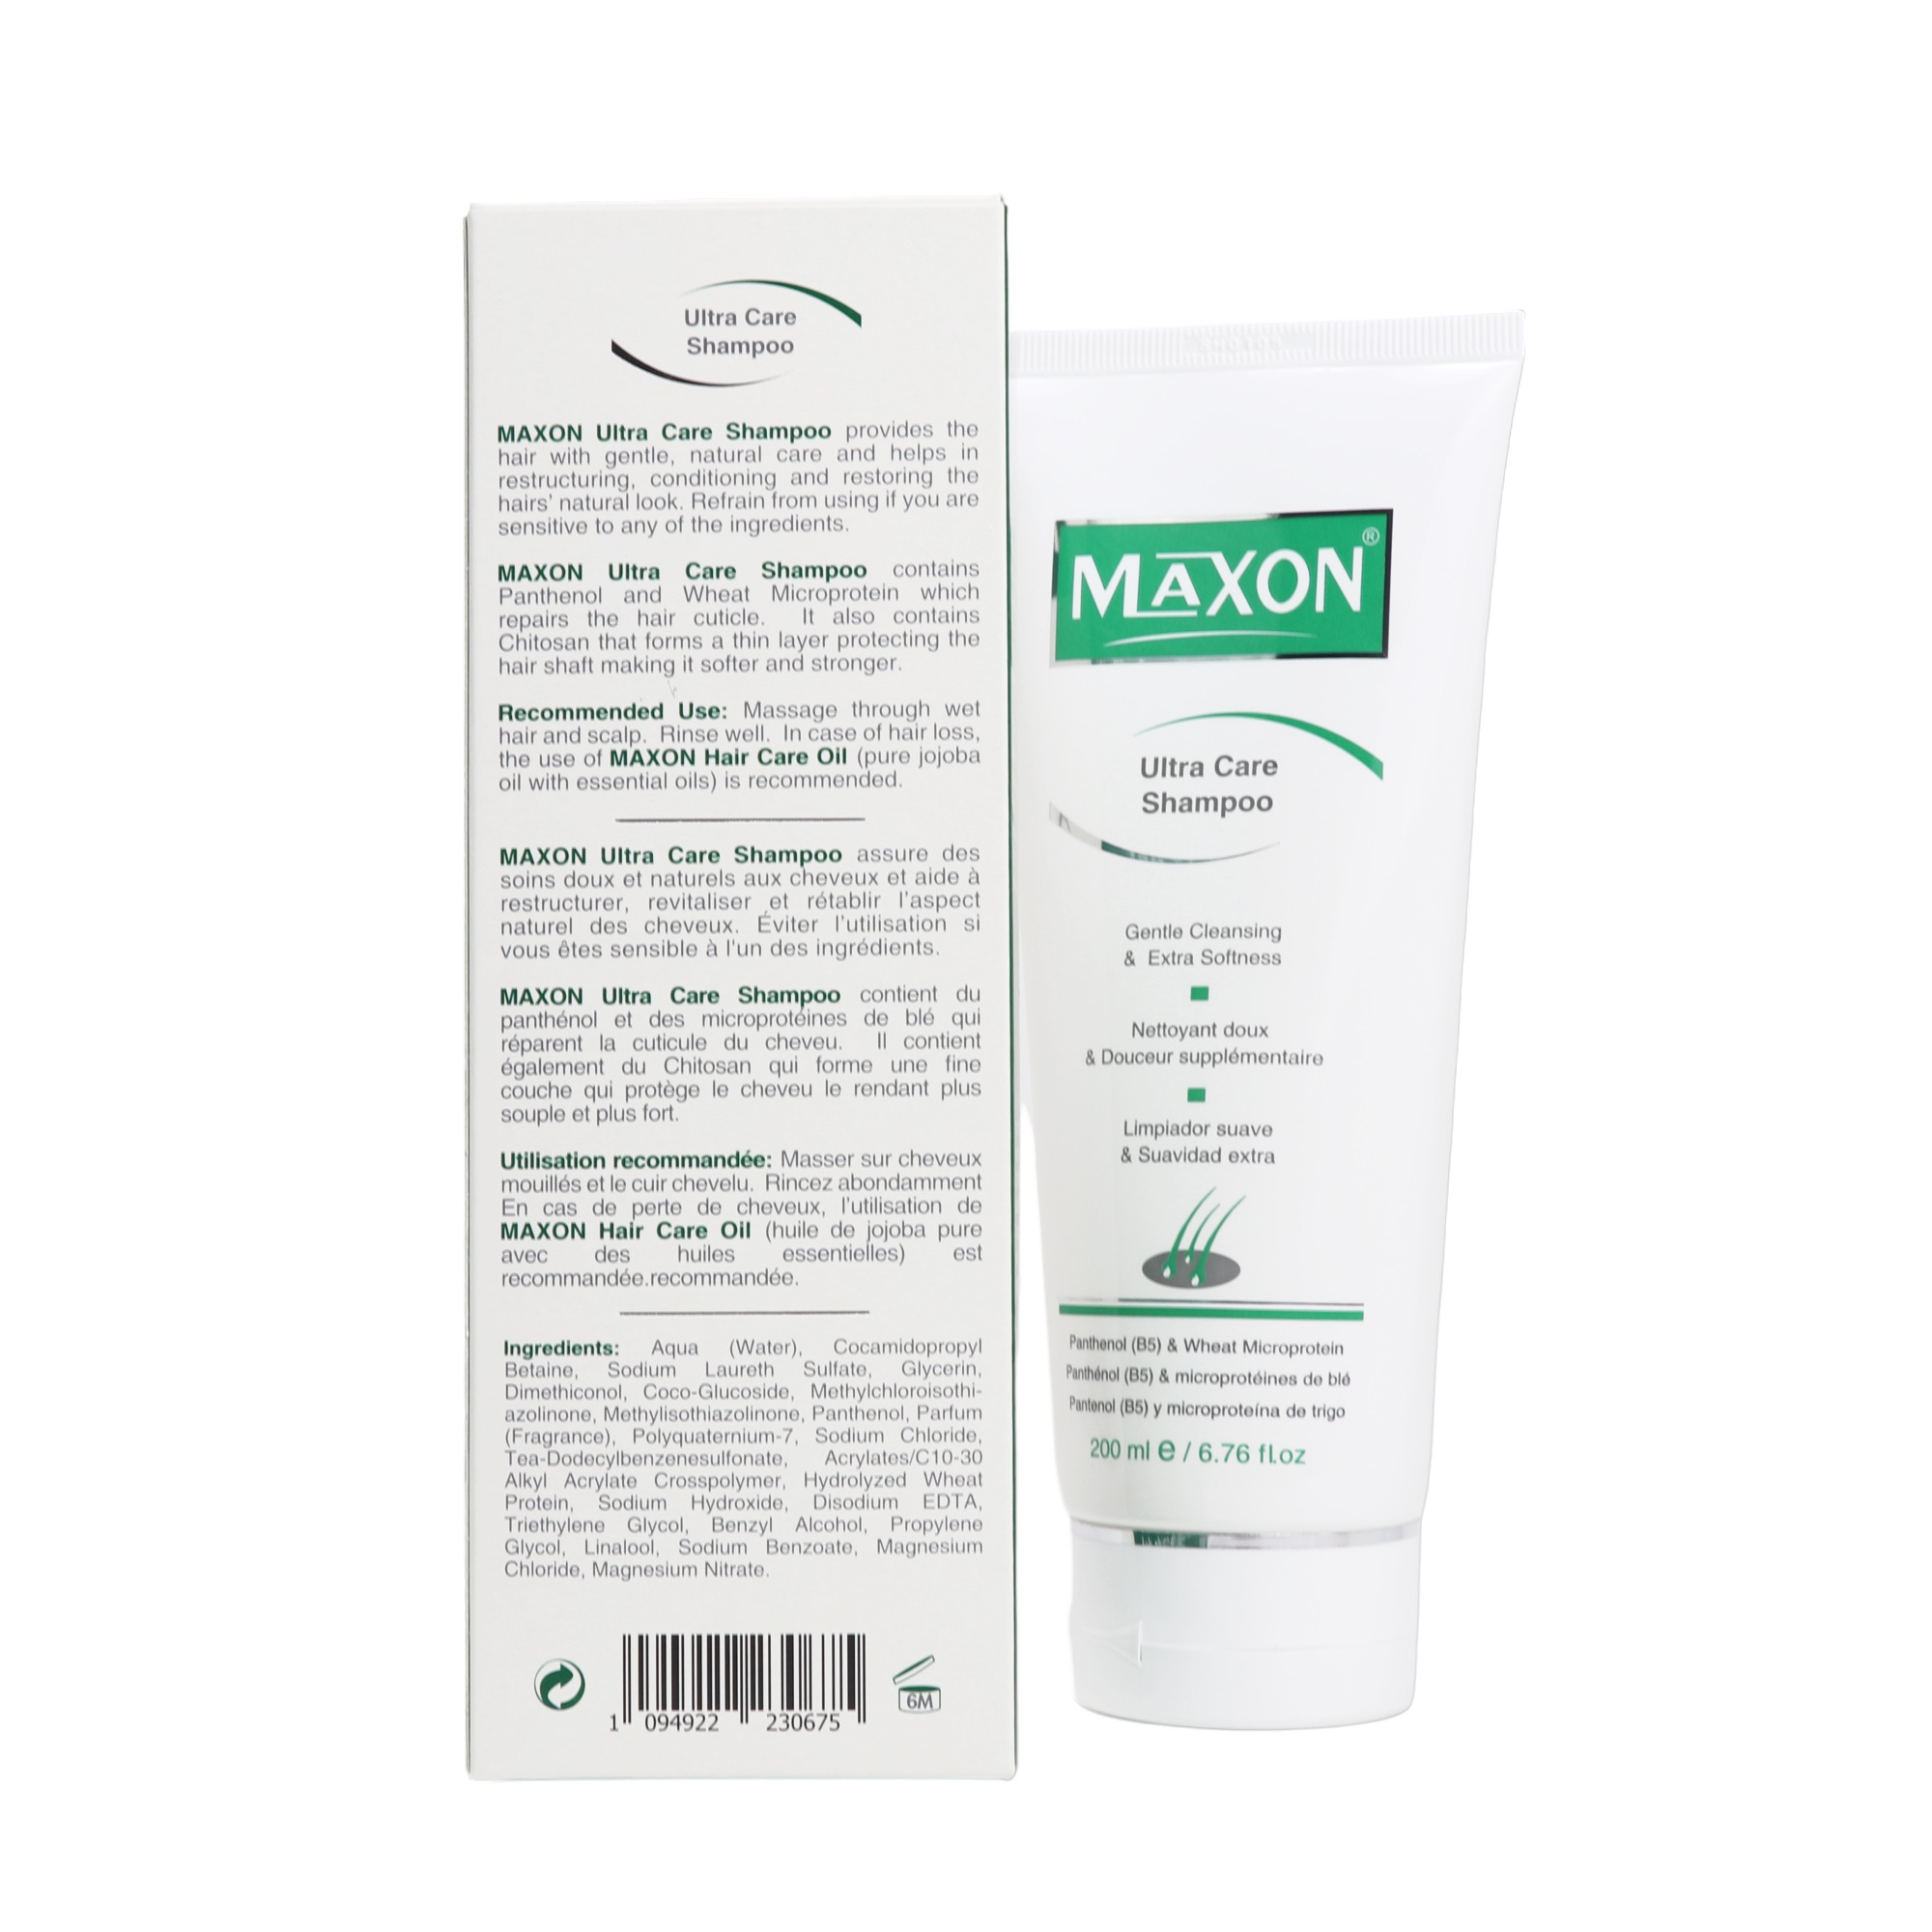 Ultra Care
Shampoo
MAXON Ultra Care Shampoo provides the
hair with gentle, natural care and helps in
restructuring, conditioning and restoring the
hairs' natural look. Refrain from using if you are
sensitive to any of the ingredients.
MAXON Ultra Care Shampoo contains
Panthenol and Wheat Microprotein which
repairs the hair cuticle. It also contains
Chitosan that forms a thin layer protecting the
hair shaft making it softer and stronger.
Recommended Use: Massage through wet
hair and scalp. Rinse well. In case of hair loss,
the use of MAXON Hair Care Oil (pure jojoba
oil with essential oils) is recommended.
MAXON Ultra Care Shampoo assure des
soins doux et naturels aux cheveux et aide à
restructurer, revitaliser et rétablir l'aspect
naturel des cheveux. Éviter l'utilisation si
vous êtes sensible à l'un des ingrédients.
MAXON Ultra Care Shampoo contient du
panthénol et des microprotéines de blé qui
réparent la cuticule du cheveu. Il contient
également du Chitosan qui forme une fine
couche qui protège le cheveu le rendant plus
souple et plus fort.
Utilisation recommandée: Masser sur cheveux
mouillés et le cuir chevelu. Rincez abondamment
En cas de perte de cheveux, l'utilisation de
MAXON Hair Care Oil (huile de jojoba pure
avec des huiles essentielles) est
recommandée.recommandée.
Ingredients: Aqua (Water), Cocamidopropyl
Betaine, Sodium Laureth Sulfate, Glycerin,
Dimethiconol, Coco-Glucoside, Methylchloroisothi-
azolinone, Methylisothiazolinone, Panthenol, Parfum
(Fragrance), Polyquaternium-7, Sodium Chloride,
Tea-Dodecylbenzenesulfonate, Acrylates/C10-30
Alkyl Acrylate Crosspolymer, Hydrolyzed Wheat
Protein, Sodium Hydroxide, Disodium EDTA,
Triethylene Glycol, Benzyl Alcohol, Propylene
Glycol, Linalool, Sodium Benzoate, Magnesium
Chloride, Magnesium Nitrate.
1 094922 230675
6M
MAXON®
Ultra Care
Shampoo
Gentle Cleansing
& Extra Softness
Nettoyant doux
& Douceur supplémentaire
Limpiador suave
& Suavidad extra
Panthenol (B5) & Wheat Microprotein
Panthénol (B5) & microprotéines de blé
Pantenol (B5) y microproteína de trigo
200 ml e / 6.76 fl.oz